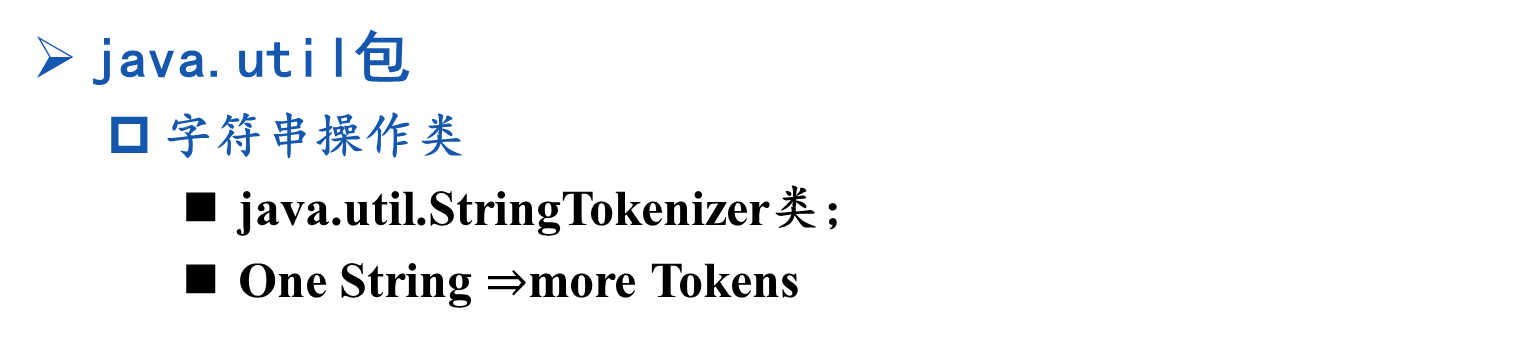 java.util包
字符串操作类
java.util.StringTokenizer类；
One String ⇒more Tokens